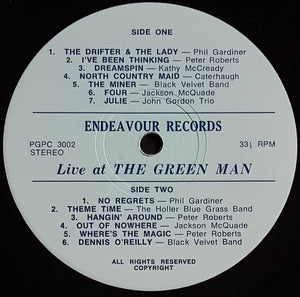 SIDE ONE
1. THE DRIFTER & THE LADY — Phil Gardiner
2. I'VE BEEN THINKING — Peter Roberts
3. DREAMSPIN — Kathy McCready
4. NORTH COUNTRY MAID — Caterhaugh
5. THE MINER — Black Velvet Band
6. FOUR — Jackson McQuade
7. JULIE — John Gordon Trio
ENDEAVOUR RECORDS
PGPC 3002
STEREO
33⅓ RPM
Live at THE GREEN MAN
SIDE TWO
1. NO REGRETS — Phil Gardiner
2. THEME TIME — The Holler Blue Grass Band
3. HANGIN' AROUND — Peter Roberts
4. OUT OF NOWHERE — Jackson McQuade
5. WHERE'S THE MAGIC — Peter Roberts
6. DENNIS O'REILLY — Black Velvet Band
ALL RIGHTS RESERVED
COPYRIGHT